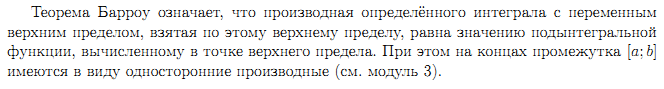 Теорема Барроу означает, что производная определённого интеграла с переменным
верхним пределом, взятая по этому верхнему пределу, равна значению подынтегральной
функции, вычисленному в точке верхнего предела. При этом на концах промежутка [a; b]
имеются в виду односторонние производные (см. модуль 3).